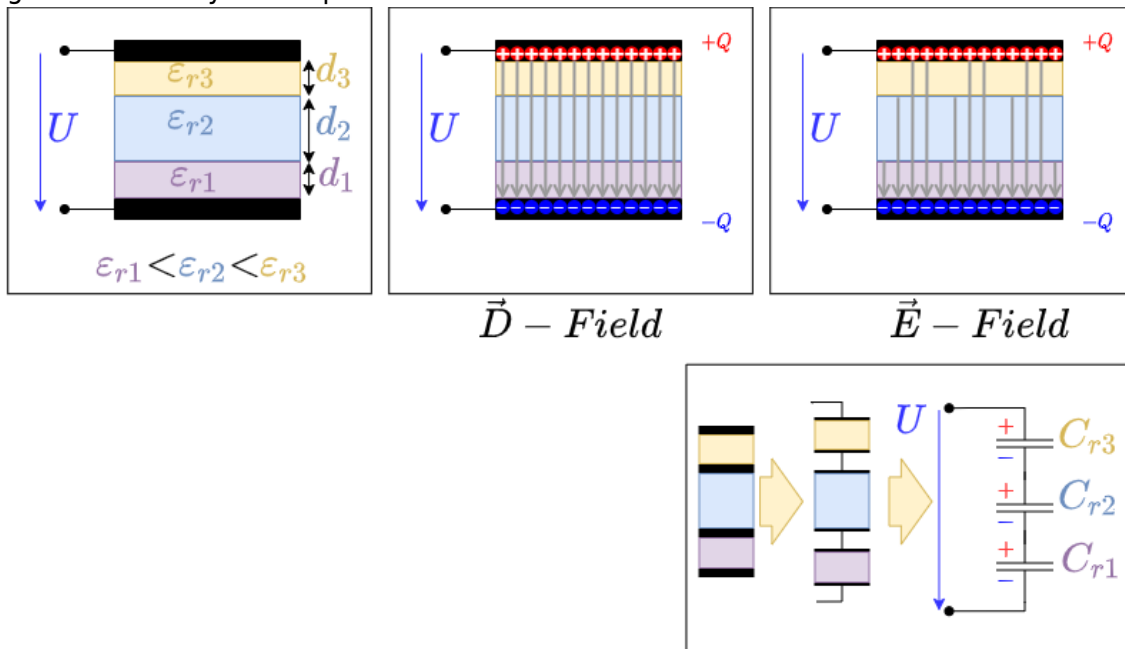 U
εr3
εr2
εr1
d3
d2
d1
εr1<εr2<εr3
U
+Q
−Q
U
+Q
−Q
D⃗ − Field
E⃗ − Field
U
+
−
Cr3
+
−
Cr2
+
−
Cr1